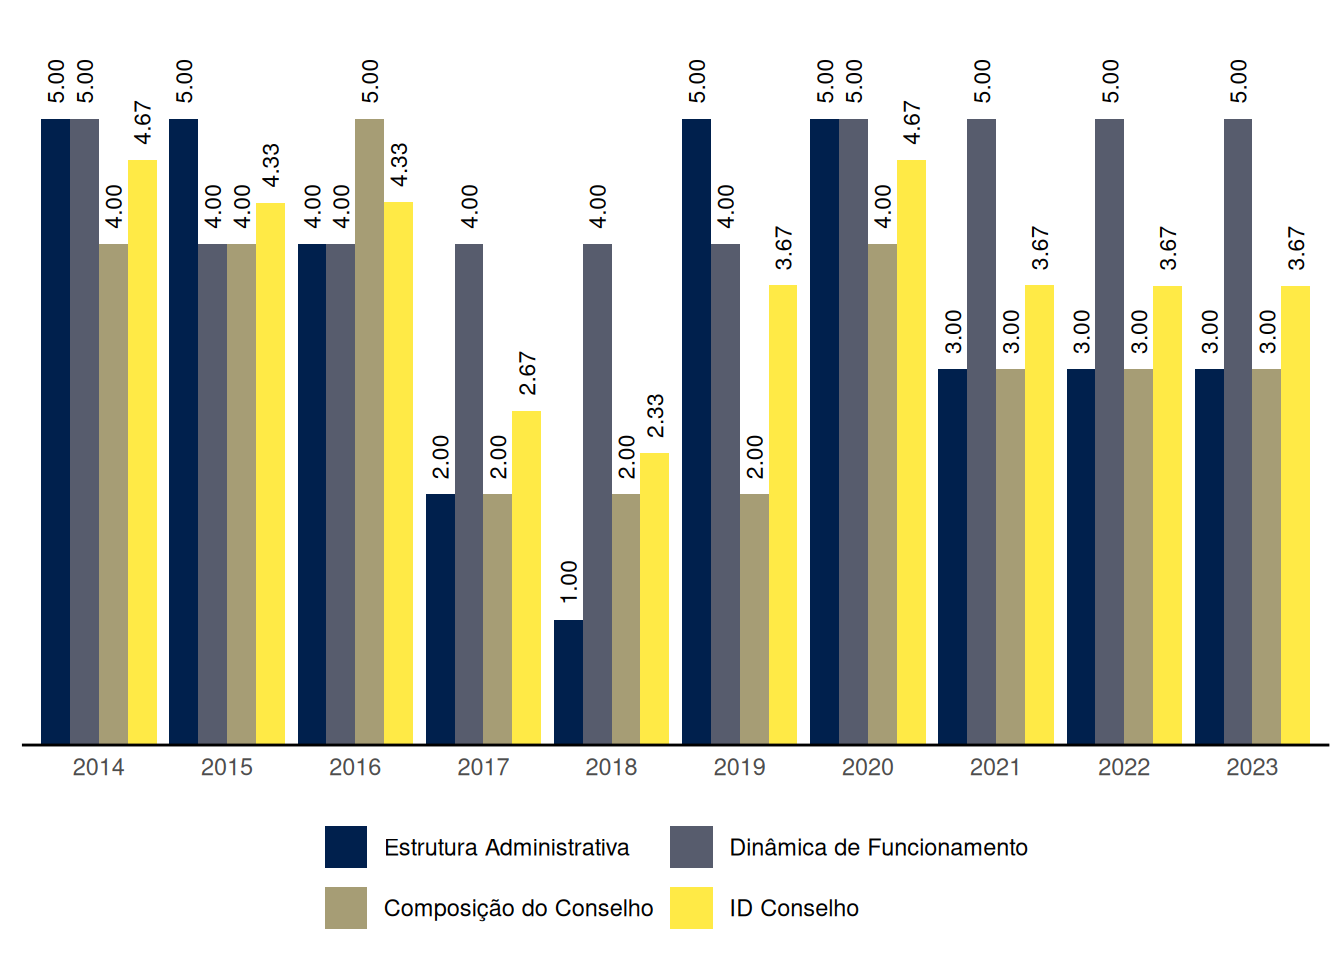 5.00 5.00 4.00 4.67 5.00 4.00 4.00 4.33 4.00 4.00 5.00 4.33 2.00 4.00 2.00 2.67 1.00 4.00 2.00 2.33 5.00 4.00 2.00 3.67 5.00 5.00 4.00 4.67 3.00 5.00 3.00 3.67 3.00 5.00 3.00 3.67 3.00 5.00 3.00 3.67
2014 2015 2016 2017 2018 2019 2020 2021 2022 2023
Estrutura Administrativa Dinâmica de Funcionamento
Composição do Conselho ID Conselho